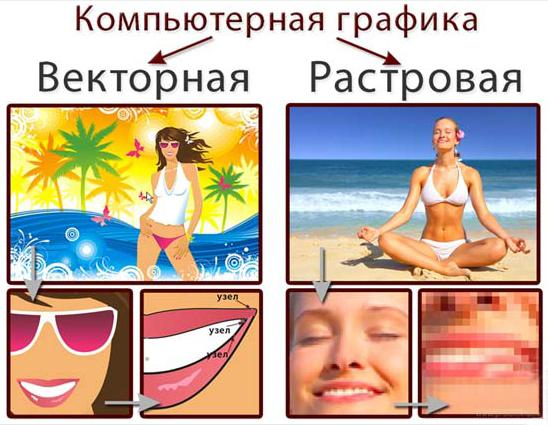 Компьютерная графика
Векторная
Растровая
узел
узел
узел